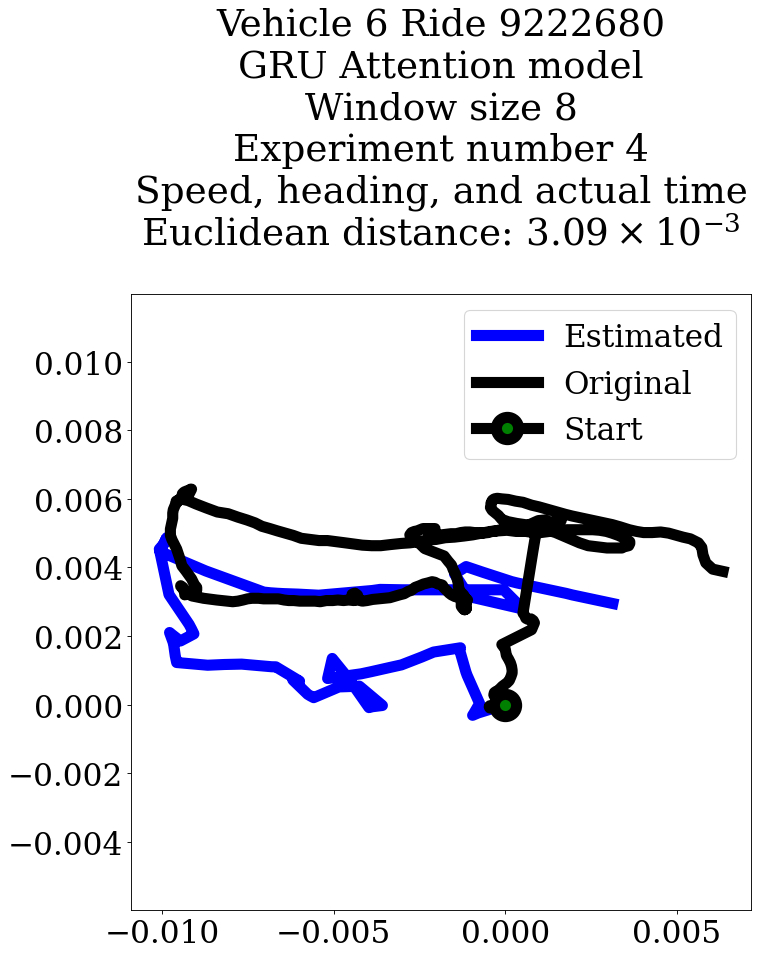 Vehicle 6 Ride 9222680
GRU Attention model
Window size 8
Experiment number 4
Speed, heading, and actual time
Euclidean distance: 3.09 × 10⁻³
Estimated
Original
Start
0.010
0.008
0.006
0.004
0.002
0.000
−0.002
−0.004
−0.010
−0.005
0.000
0.005